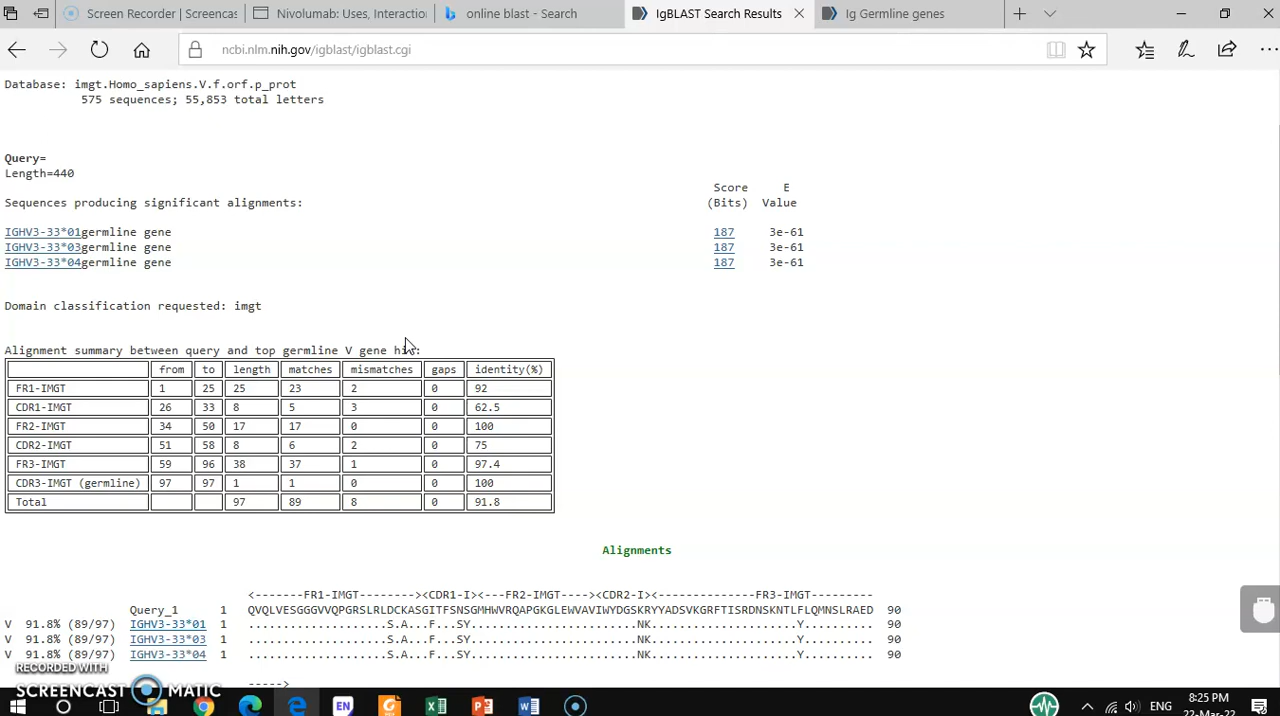 Screen Recorder | Screencas
Nivolumab: Uses, Interactio
online blast - Search
IgBLAST Search Results
Ig Germline genes
ncbi.nlm.nih.gov/igblast/igblast.cgi
Database: imgt.Homo_sapiens.V.f.orf.p_prot
575 sequences; 55,853 total letters
Query=
Length=440
Score E
Sequences producing significant alignments: (Bits) Value
IGHV3-33*01germline gene 187 3e-61
IGHV3-33*03germline gene 187 3e-61
IGHV3-33*04germline gene 187 3e-61
Domain classification requested: imgt
Alignment summary between query and top germline V gene hit:
from to length matches mismatches gaps identity(%)
FR1-IMGT 1 25 25 23 2 0 92
CDR1-IMGT 26 33 8 5 3 0 62.5
FR2-IMGT 34 50 17 17 0 0 100
CDR2-IMGT 51 58 8 6 2 0 75
FR3-IMGT 59 96 38 37 1 0 97.4
CDR3-IMGT (germline) 97 97 1 1 0 0 100
Total 97 89 8 0 91.8
Alignments
<-------FR1-IMGT--------><CDR1-I><---FR2-IMGT----><CDR2-I><-----------FR3-IMGT---------
Query_1 1 QVQLVESGGGVVQPGRSLRLDCKASGITFSNSGMHWVRQAPGKGLEWVAVIWYDGSKRYYADSVKGRFTISRDNSKNTLFLQMNSLRAED 90
V 91.8% (89/97) IGHV3-33*01 1 ....................S.A...F...SY.........................NK....................Y.......... 90
V 91.8% (89/97) IGHV3-33*03 1 ....................S.A...F...SY.........................NK....................Y.......... 90
V 91.8% (89/97) IGHV3-33*04 1 ....................S.A...F...SY.........................NK....................Y.......... 90
----->
RECORDED WITH
SCREENCAST MATIC
EN
ENG
8:25 PM
22-Mar-22